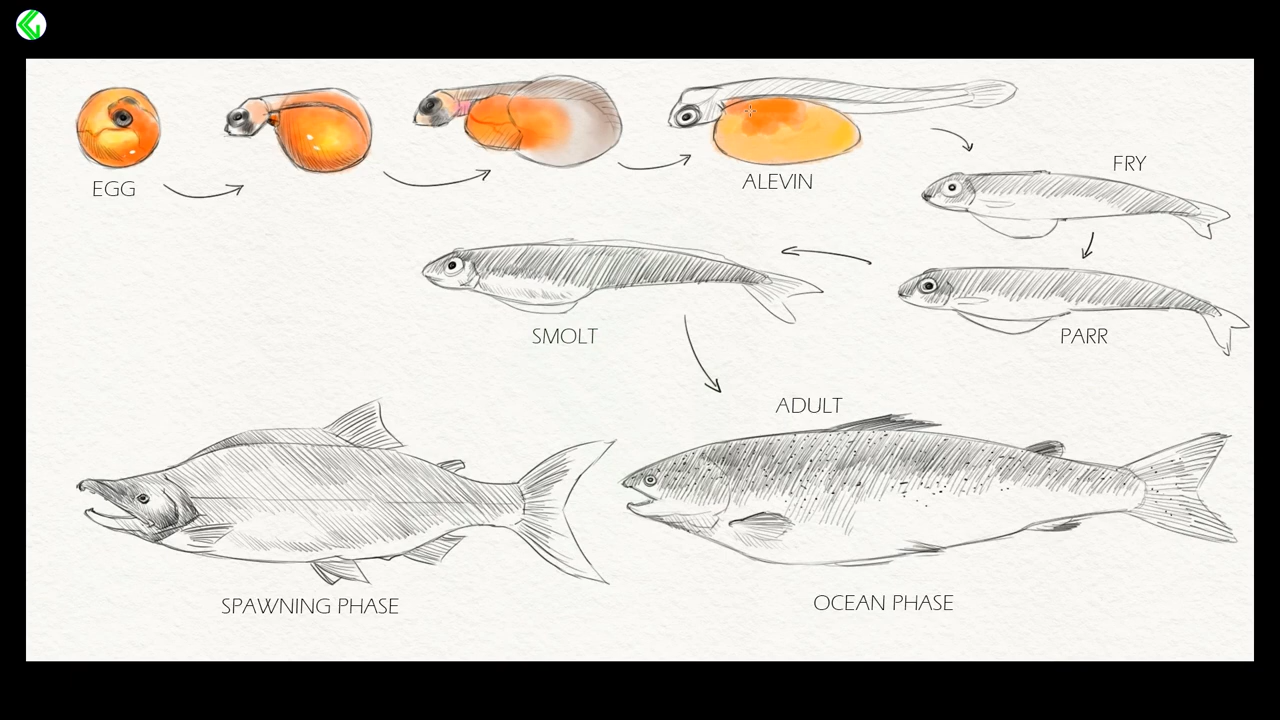 EGG
ALEVIN
FRY
PARR
SMOLT
ADULT
OCEAN PHASE
SPAWNING PHASE